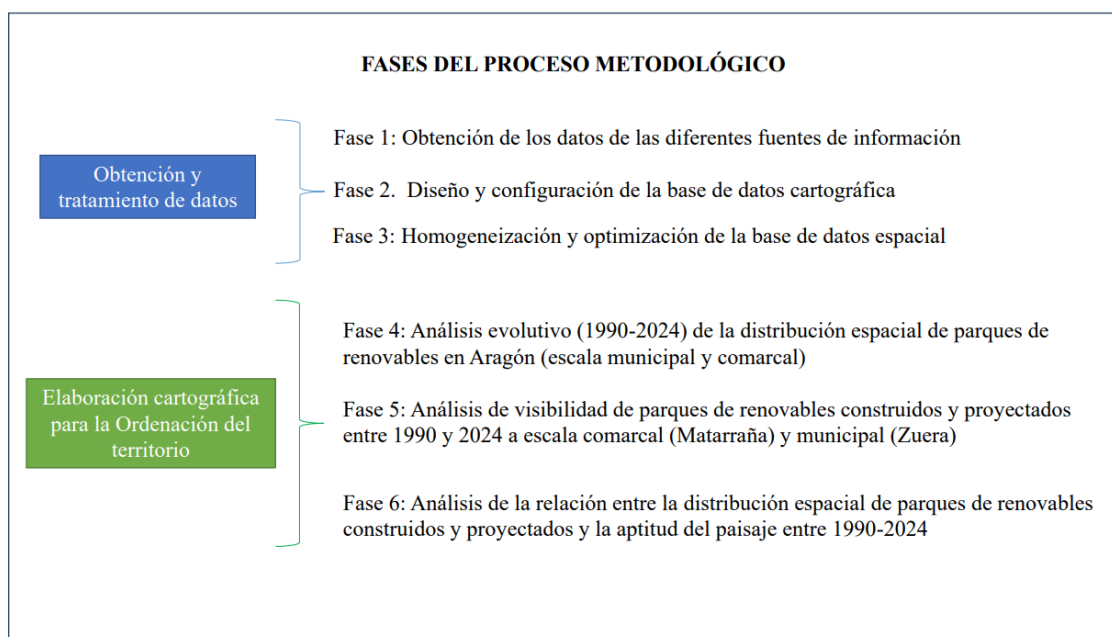 FASES DEL PROCESO METODOLÓGICO
Obtención y
tratamiento de datos
Fase 1: Obtención de los datos de las diferentes fuentes de información
Fase 2.  Diseño y configuración de la base de datos cartográfica
Fase 3: Homogeneización y optimización de la base de datos espacial
Elaboración cartográfica
para la Ordenación del
territorio
Fase 4: Análisis evolutivo (1990-2024) de la distribución espacial de parques de
renovables en Aragón (escala municipal y comarcal)
Fase 5: Análisis de visibilidad de parques de renovables construidos y proyectados
entre 1990 y 2024 a escala comarcal (Matarraña) y municipal (Zuera)
Fase 6: Análisis de la relación entre la distribución espacial de parques de renovables
construidos y proyectados y la aptitud del paisaje entre 1990-2024